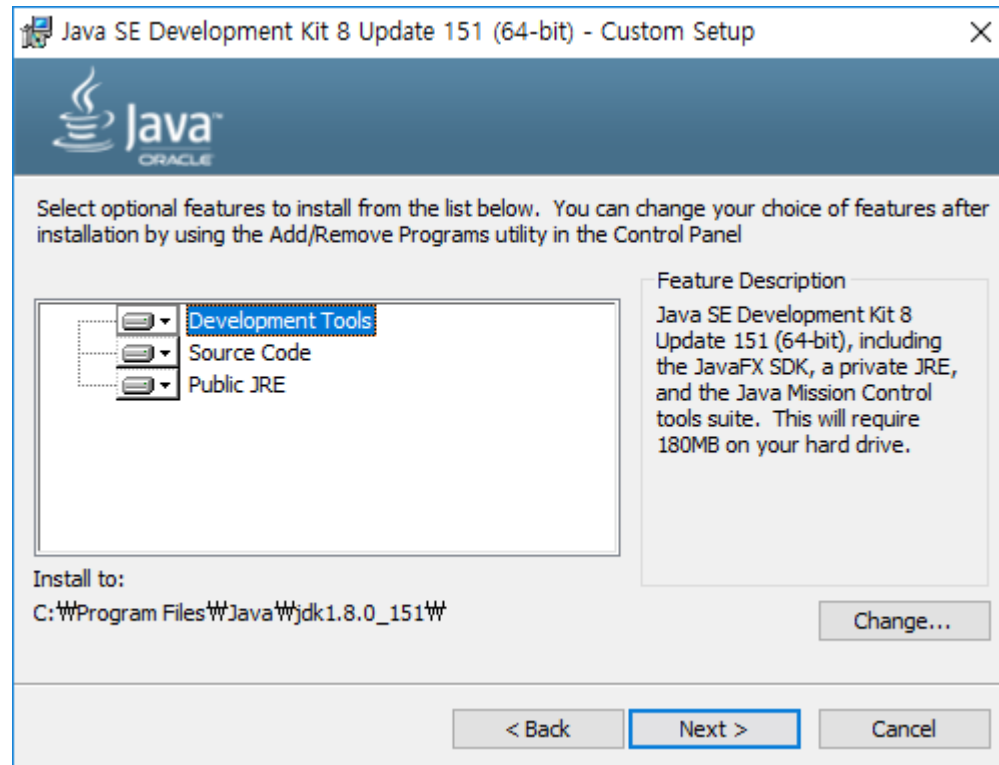 Java SE Development Kit 8 Update 151 (64-bit) - Custom Setup
Java™
ORACLE
Select optional features to install from the list below. You can change your choice of features after
installation by using the Add/Remove Programs utility in the Control Panel
Development Tools
Source Code
Public JRE
Feature Description
Java SE Development Kit 8
Update 151 (64-bit), including
the JavaFX SDK, a private JRE,
and the Java Mission Control
tools suite. This will require
180MB on your hard drive.
Install to:
C:₩Program Files₩Java₩jdk1.8.0_151₩
Change...
< Back
Next >
Cancel